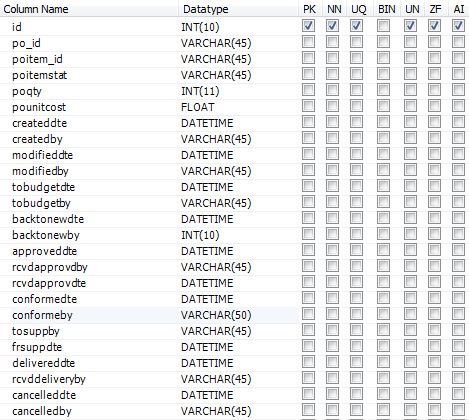 Column Name Datatype PK NN UQ BIN UN ZF AI
id INT(10)
po_id VARCHAR(45)
poitem_id VARCHAR(45)
poitemstat VARCHAR(45)
poqty INT(11)
pounitcost FLOAT
createddte DATETIME
createdby VARCHAR(45)
modifieddte DATETIME
modifiedby VARCHAR(45)
tobudgetdte DATETIME
tobudgetby VARCHAR(45)
backtonewdte DATETIME
backtonewby INT(10)
approveddte DATETIME
rcvdapprovdby VARCHAR(45)
rcvdapprovdte DATETIME
conformedte DATETIME
conformeby VARCHAR(50)
tosuppby VARCHAR(45)
frsuppdte DATETIME
delivereddte DATETIME
rcvddeliveryby VARCHAR(45)
cancelleddte DATETIME
cancelledby VARCHAR(45)